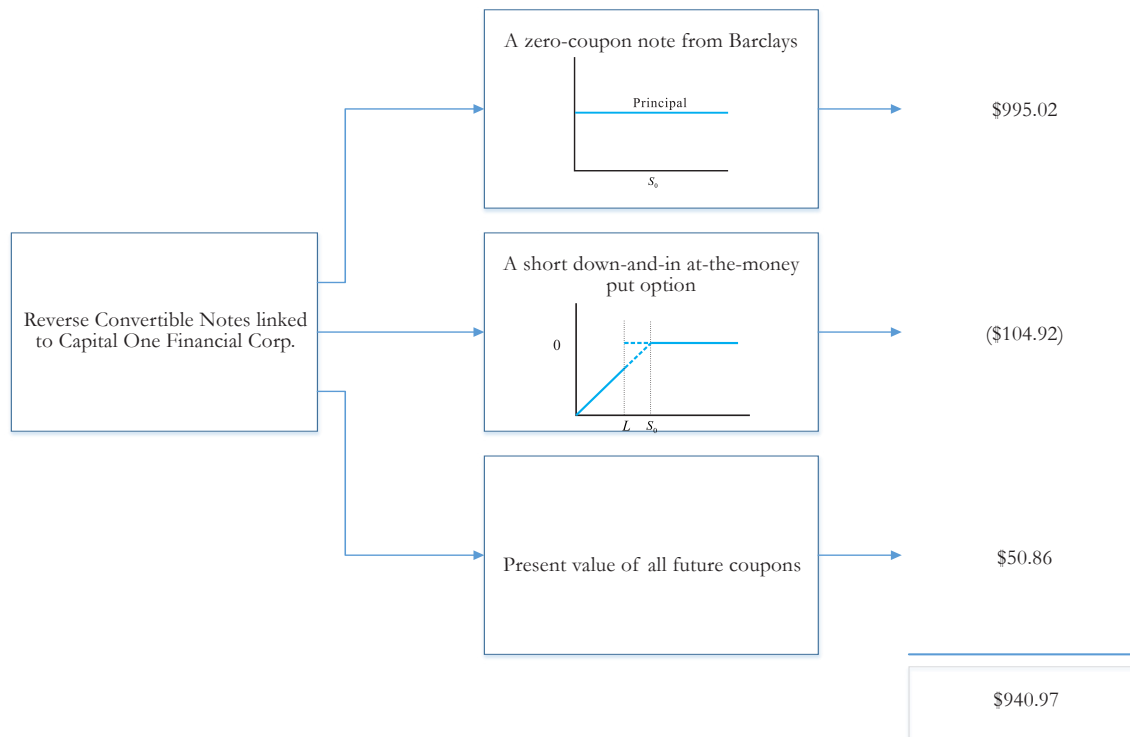 A zero-coupon note from Barclays
Principal
S₀
$995.02
Reverse Convertible Notes linked
to Capital One Financial Corp.
A short down-and-in at-the-money
put option
0
L S₀
($104.92)
Present value of all future coupons
$50.86
$940.97